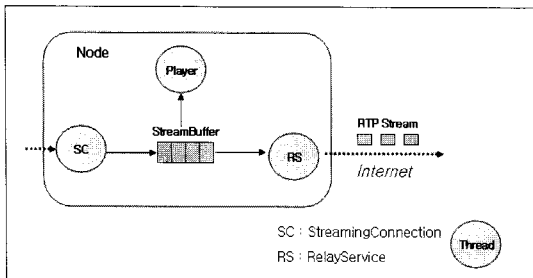 Node
Player
StreamBuffer
SC
RS
RTP Stream
Internet
SC : StreamingConnection
RS : RelayService
Thread